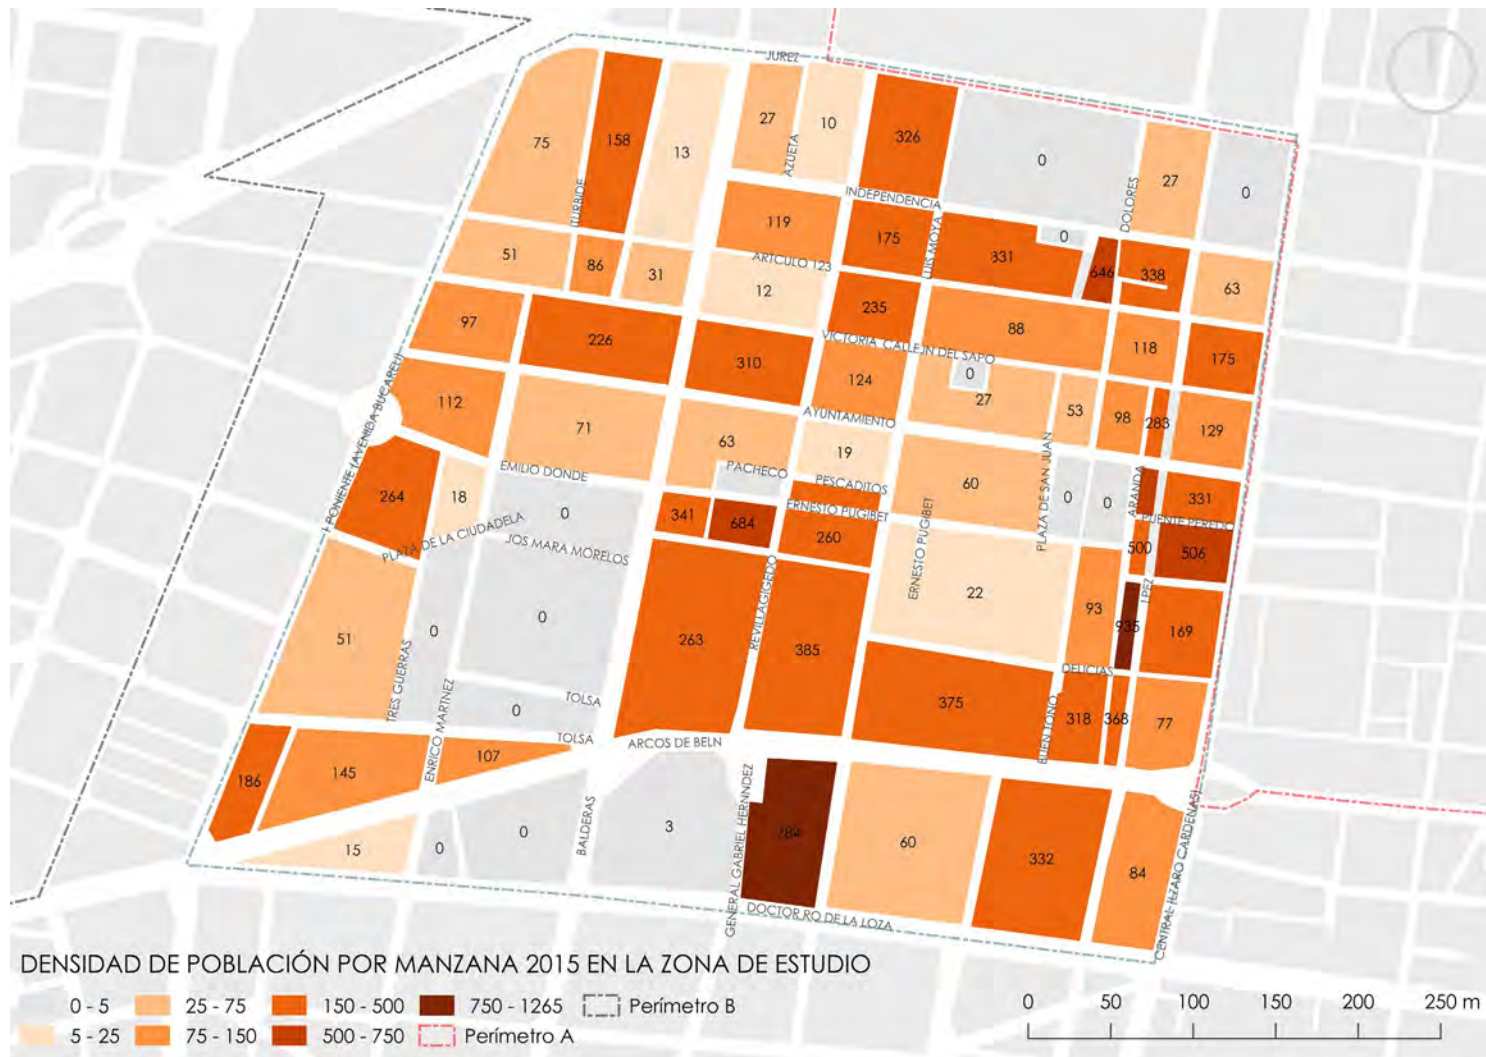 JUREZ
75
158
13
27
AZUETA
10
326
0
DOLORES
27
0
TURBIDE
INDEPENDENCIA
119
175
LUIS MOYA
331
0
646
338
63
51
86
31
ARTCULO 123
12
235
88
118
175
97
226
310
VICTORIA
CALLEJN DEL SAPO
124
0
27
53
98
283
129
1 PONIENTE (AVENIDA BUCARELI)
112
71
63
AYUNTAMIENTO
19
60
PLAZA DE SAN JUAN
0
0
ARANDA
331
EMILIO DONDE
PACHECO
PESCADITOS
264
18
0
341
684
ERNESTO PUGIBET
260
ERNESTO PUGIBET
PUENTE PEREDO
500
506
PLAZA DE LA CIUDADELA
JOS MARA MORELOS
51
0
0
263
REVILLAGIGEDO
385
22
93
935
LPEZ
169
TRES GUERRAS
ENRICO MARTNEZ
TOLSA
0
TOLSA
ARCOS DE BELN
375
DELICIAS
BUEN TONO
318
368
77
186
145
107
15
0
0
BALDERAS
3
GENERAL GABRIEL HERNNDEZ
784
60
332
84
CENTRAL (LZARO CARDENAS)
DOCTOR RO DE LA LOZA
DENSIDAD DE POBLACIÓN POR MANZANA 2015 EN LA ZONA DE ESTUDIO
0 - 5
25 - 75
150 - 500
750 - 1265
Perímetro B
5 - 25
75 - 150
500 - 750
Perímetro A
0 50 100 150 200 250 m